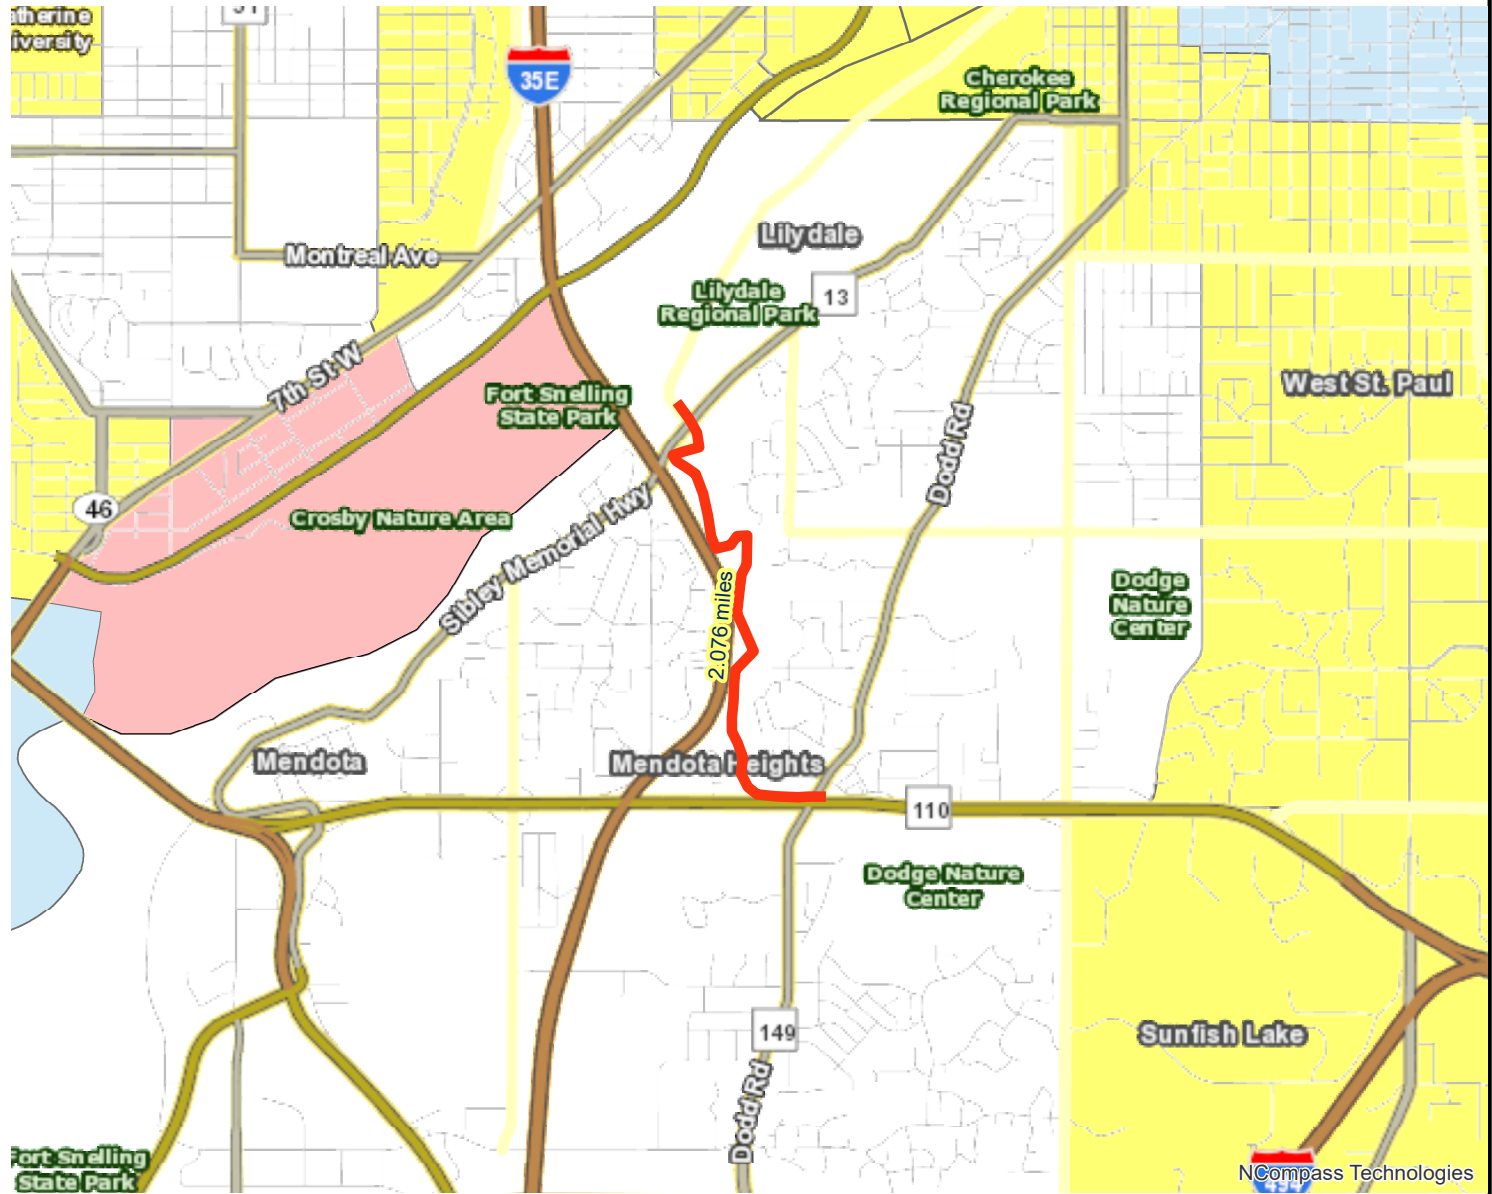 therine
iversity
51
35E
Cherokee
Regional Park
Montreal Ave
Lilydale
Lilydale
Regional Park
13
7th St W
Fort Snelling
State Park
West St. Paul
Dodd Rd
46
Crosby Nature Area
Sibley Memorial Hwy
2.076 miles
Dodge
Nature
Center
Mendota
Mendota Heights
110
Dodge Nature
Center
149
Sunfish Lake
Dodd Rd
Fort Snelling
State Park
494
NCompass Technologies